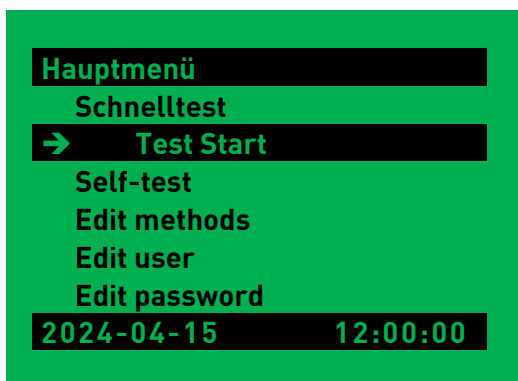 Hauptmenü
Schnelltest
➔ Test Start
Self-test
Edit methods
Edit user
Edit password
2024-04-15 12:00:00